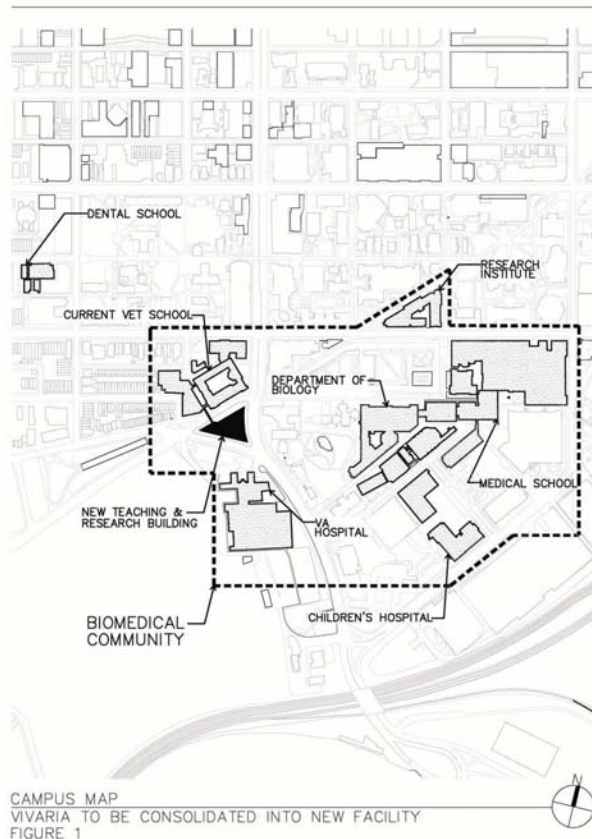 DENTAL SCHOOL
RESEARCH
INSTITUTE
CURRENT VET SCHOOL
DEPARTMENT OF
BIOLOGY
MEDICAL SCHOOL
NEW TEACHING &
RESEARCH BUILDING
VA
HOSPITAL
BIOMEDICAL
COMMUNITY
CHILDREN'S HOSPITAL
N
CAMPUS MAP
VIVARIA TO BE CONSOLIDATED INTO NEW FACILITY
FIGURE 1